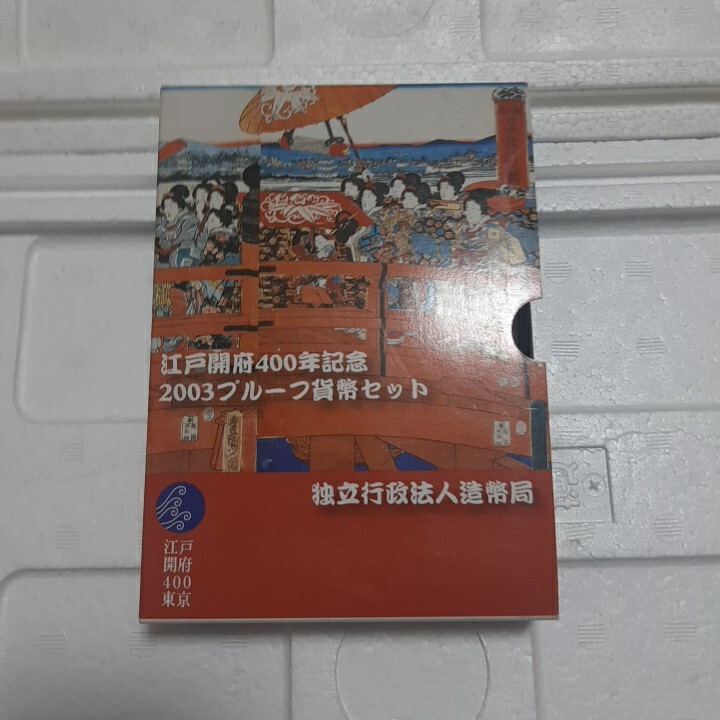 江戸開府400年記念
2003プルーフ貨幣セット
独立行政法人造幣局
江戸
開府
400
東京